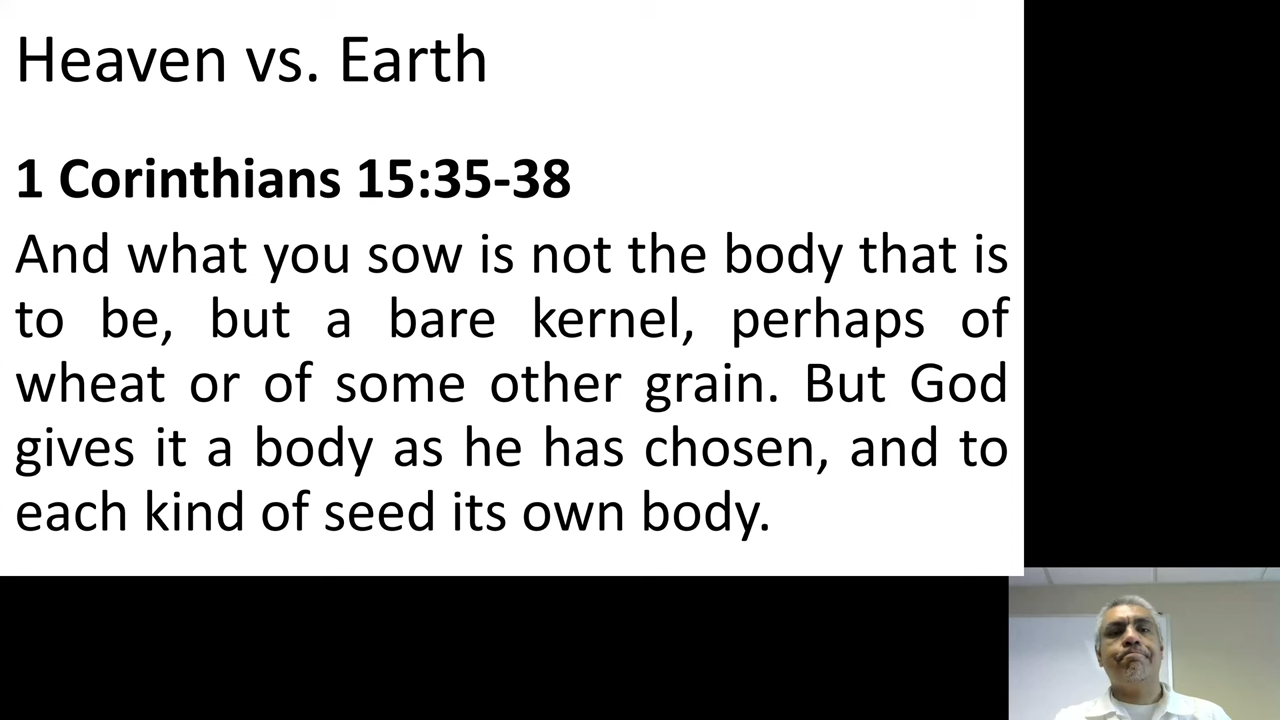 Heaven vs. Earth
1 Corinthians 15:35-38
And what you sow is not the body that is
to be, but a bare kernel, perhaps of
wheat or of some other grain. But God
gives it a body as he has chosen, and to
each kind of seed its own body.